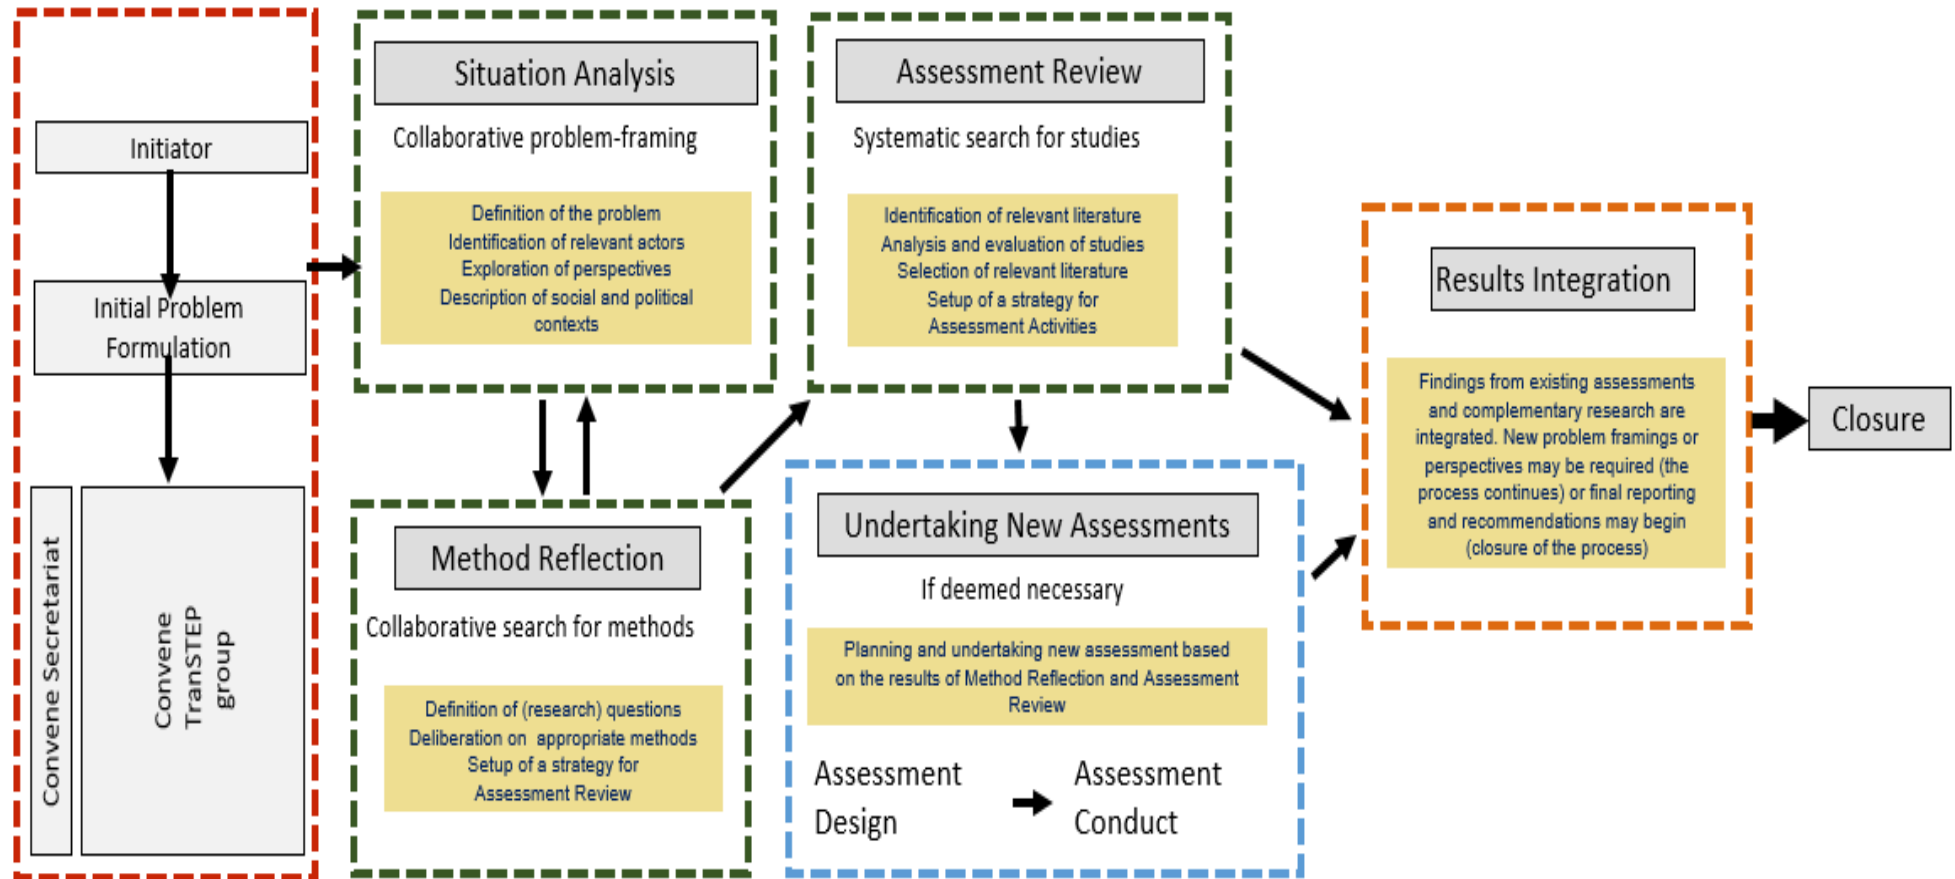 Initiator
Initial Problem
Formulation
Convene Secretariat
Convene
TranSTEP
group
Situation Analysis
Collaborative problem-framing
Definition of the problem
Identification of relevant actors
Exploration of perspectives
Description of social and political
contexts
Method Reflection
Collaborative search for methods
Definition of (research) questions
Deliberation on appropriate methods
Setup of a strategy for
Assessment Review
Assessment Review
Systematic search for studies
Identification of relevant literature
Analysis and evaluation of studies
Selection of relevant literature
Setup of a strategy for
Assessment Activities
Undertaking New Assessments
If deemed necessary
Planning and undertaking new assessment based
on the results of Method Reflection and Assessment
Review
Assessment
Design
Assessment
Conduct
Results Integration
Findings from existing assessments
and complementary research are
integrated. New problem framings or
perspectives may be required (the
process continues) or final reporting
and recommendations may begin
(closure of the process)
Closure